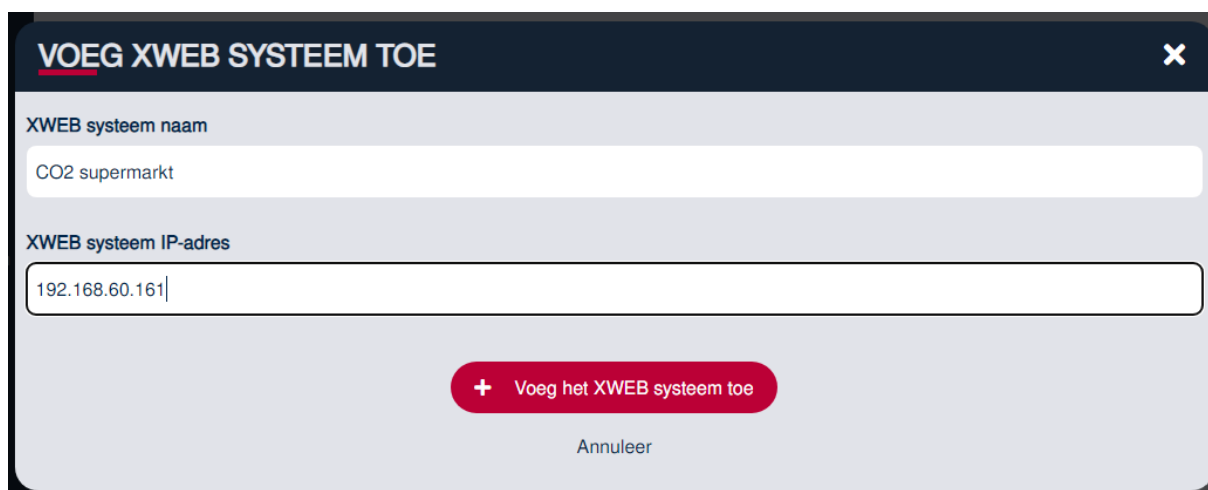 VOEG XWEB SYSTEEM TOE
XWEB systeem naam
CO2 supermarkt
XWEB systeem IP-adres
192.168.60.161
+ Voeg het XWEB systeem toe
Annuleer